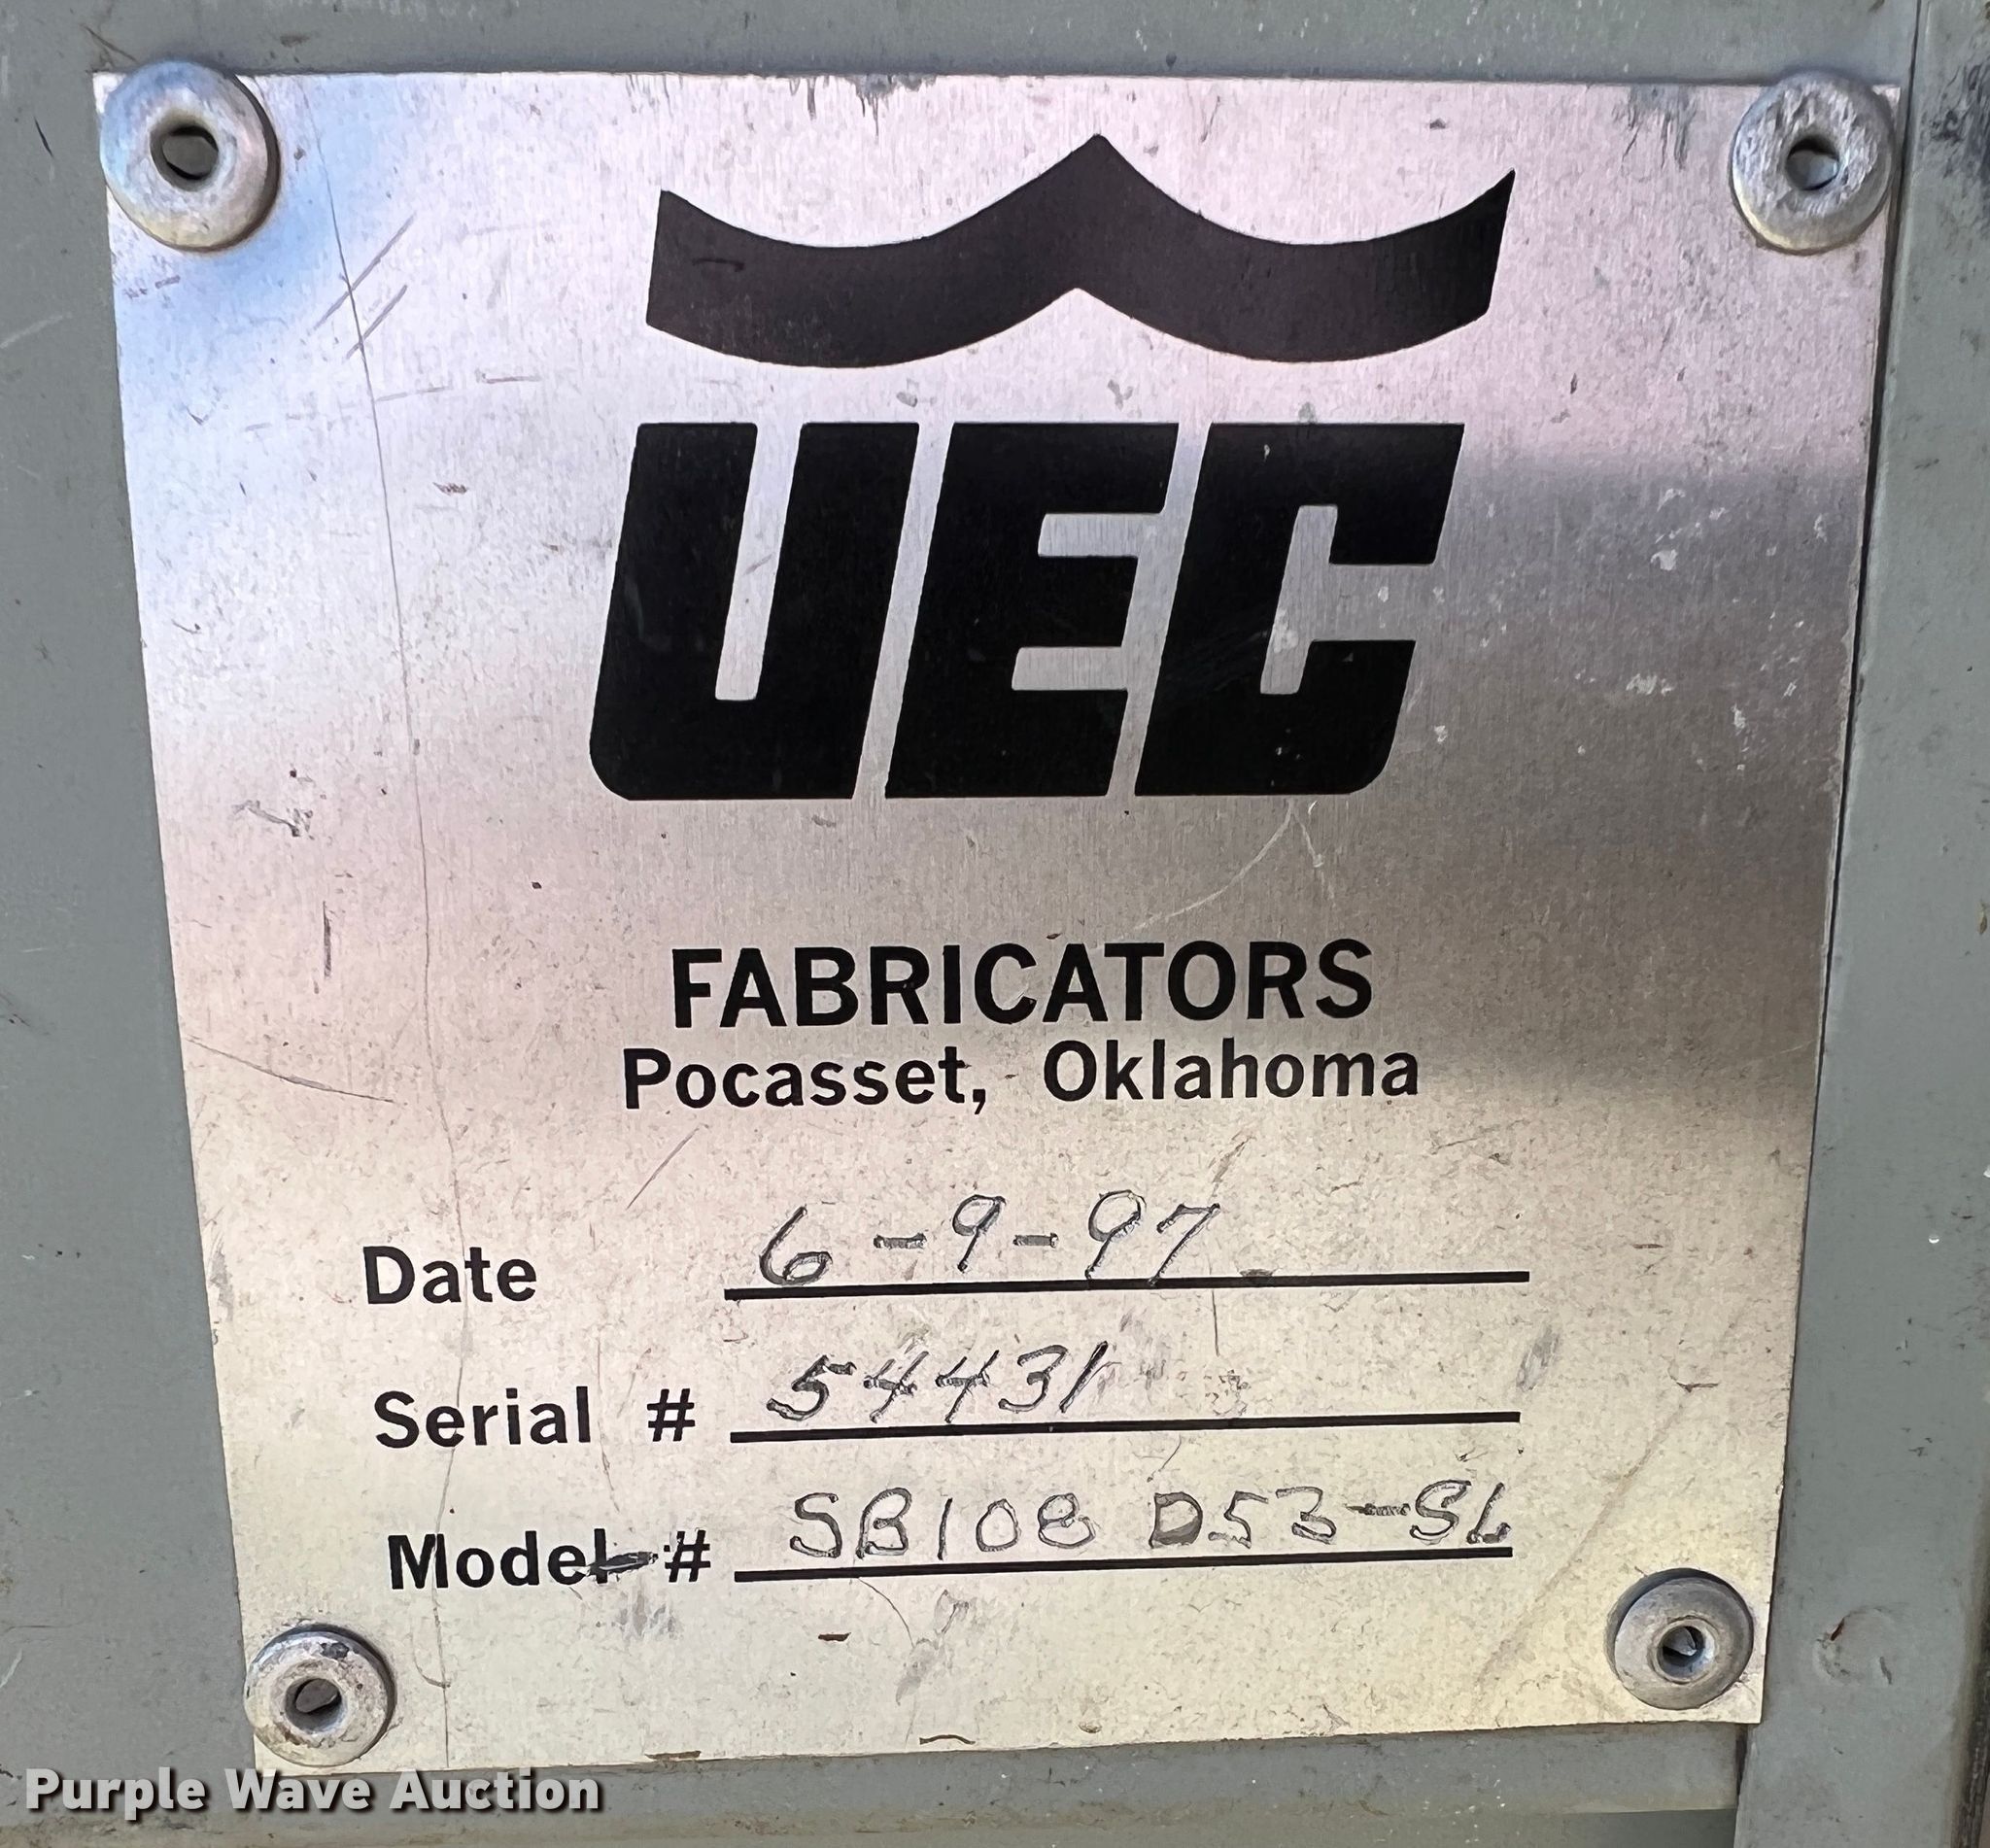 UEC
FABRICATORS
Pocasset, Oklahoma
Date 6-9-97
Serial # 54431
Model # SB108 D53-SL
Purple Wave Auction